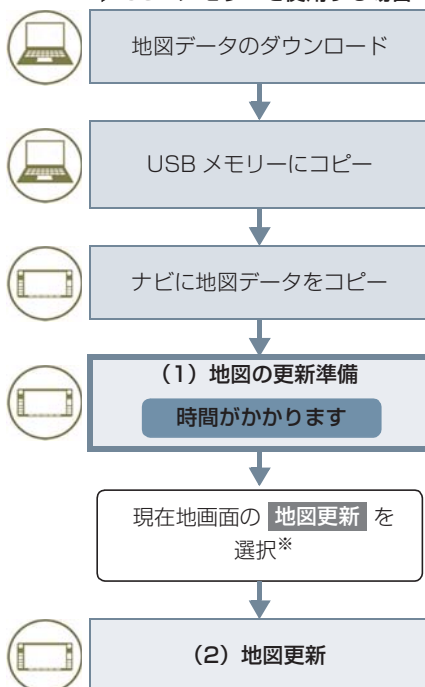 地図データのダウンロード
USB メモリーにコピー
ナビに地図データをコピー
（1）地図の更新準備
時間がかかります
現在地画面の 地図更新 を
選択※
（2）地図更新